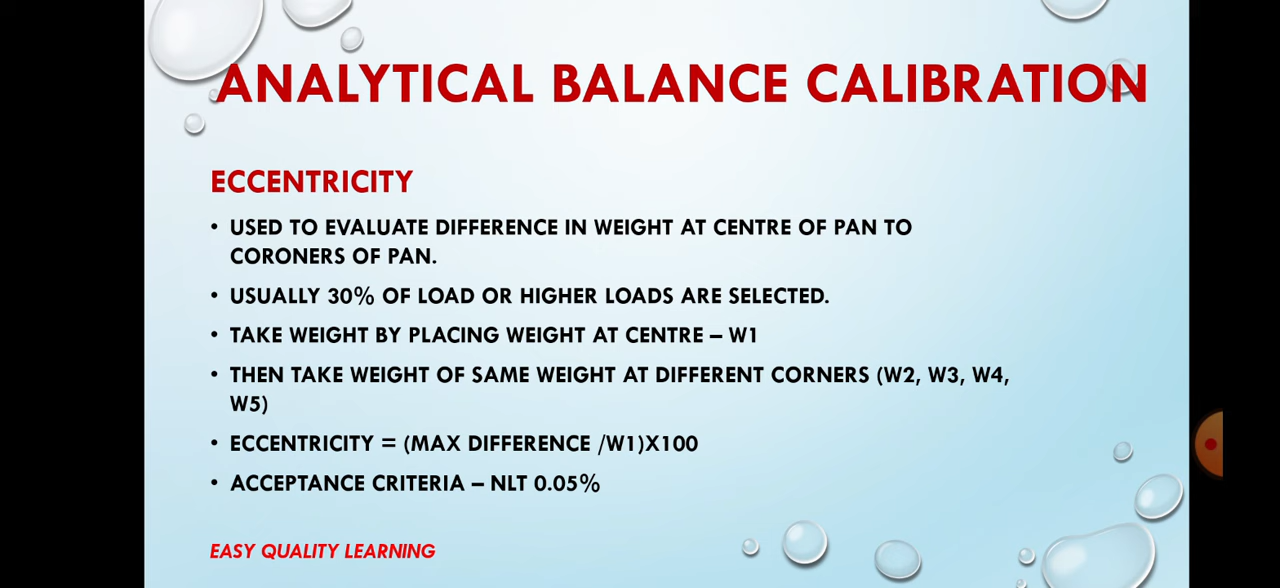 ANALYTICAL BALANCE CALIBRATION
ECCENTRICITY
• USED TO EVALUATE DIFFERENCE IN WEIGHT AT CENTRE OF PAN TO
CORONERS OF PAN.
• USUALLY 30% OF LOAD OR HIGHER LOADS ARE SELECTED.
• TAKE WEIGHT BY PLACING WEIGHT AT CENTRE – W1
• THEN TAKE WEIGHT OF SAME WEIGHT AT DIFFERENT CORNERS (W2, W3, W4,
W5)
• ECCENTRICITY = (MAX DIFFERENCE /W1)X100
• ACCEPTANCE CRITERIA – NLT 0.05%
EASY QUALITY LEARNING